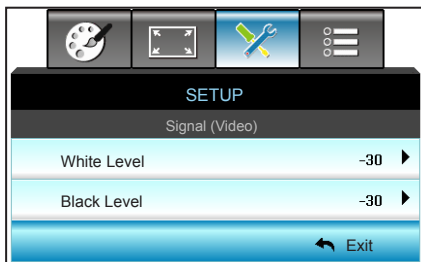 SETUP
Signal (Video)
White Level -30
Black Level -30
Exit